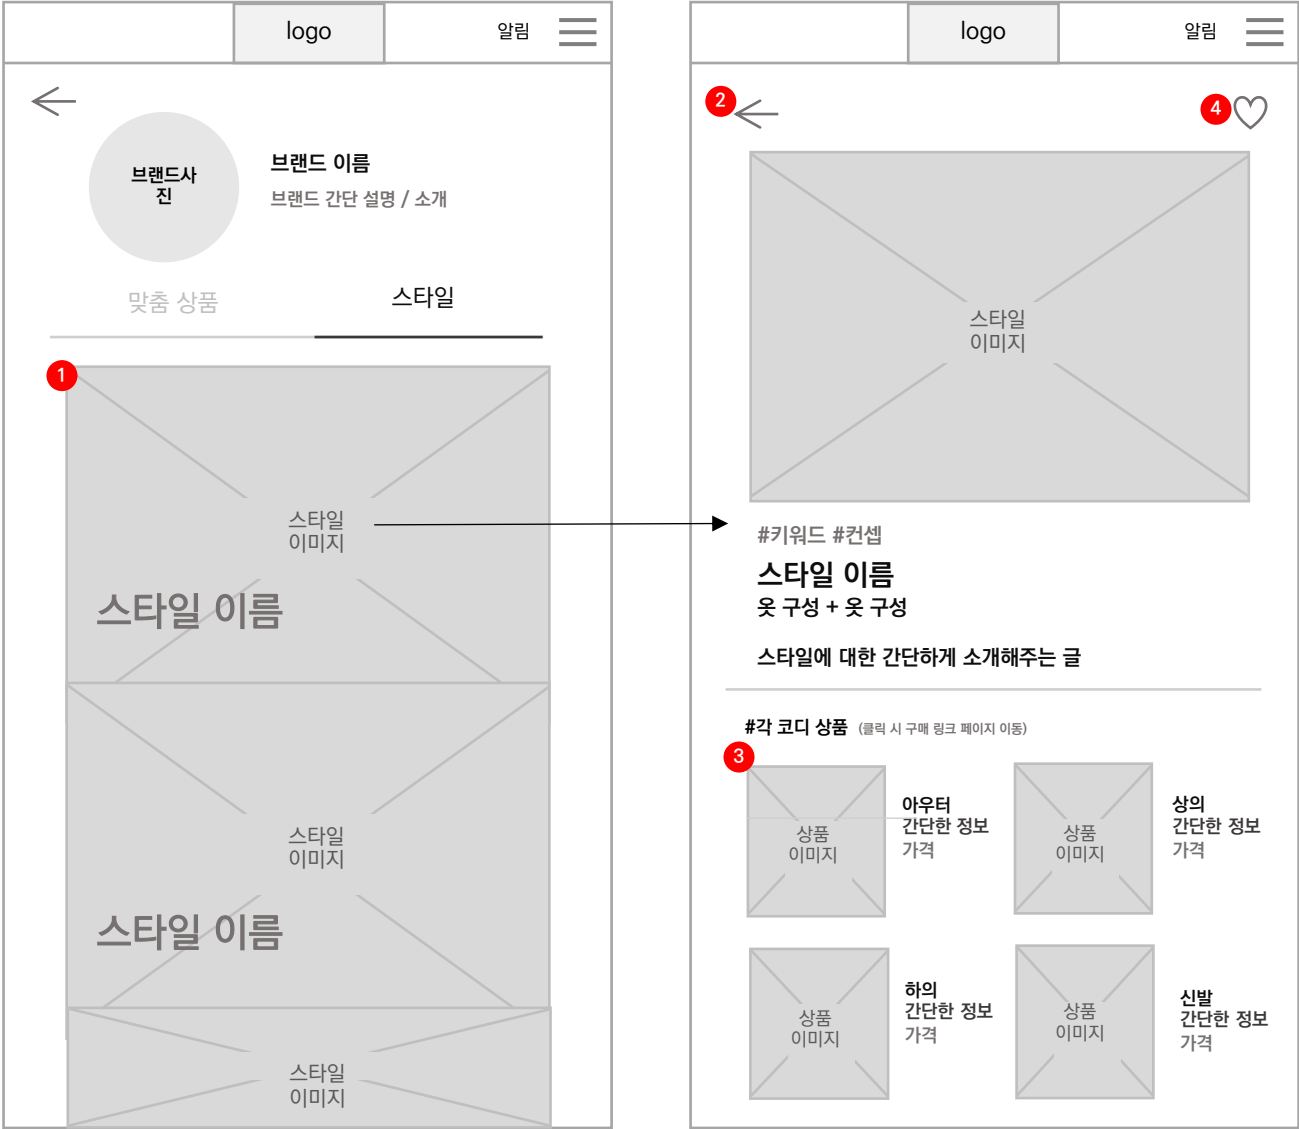 logo
알림
브랜드사
진
브랜드 이름
브랜드 간단 설명 / 소개
맞춤 상품
스타일
1
스타일
이미지
스타일 이름
스타일
이미지
스타일 이름
스타일
이미지
logo
알림
2
4
스타일
이미지
#키워드 #컨셉
스타일 이름
옷 구성 + 옷 구성
스타일에 대한 간단하게 소개해주는 글
#각 코디 상품 (클릭 시 구매 링크 페이지 이동)
3
상품
이미지
아우터
간단한 정보
가격
상품
이미지
상의
간단한 정보
가격
상품
이미지
하의
간단한 정보
가격
상품
이미지
신발
간단한 정보
가격